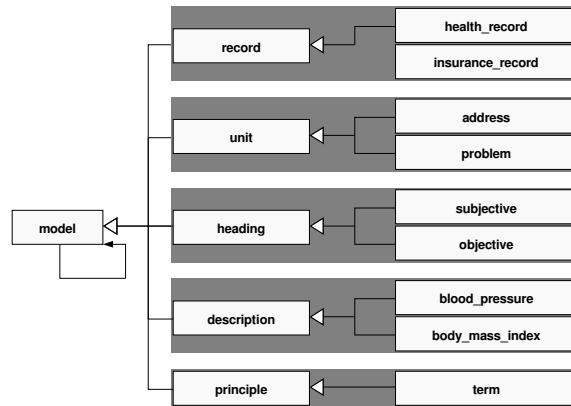 health_record
record
insurance_record
address
unit
problem
subjective
model
heading
objective
blood_pressure
description
body_mass_index
principle
term